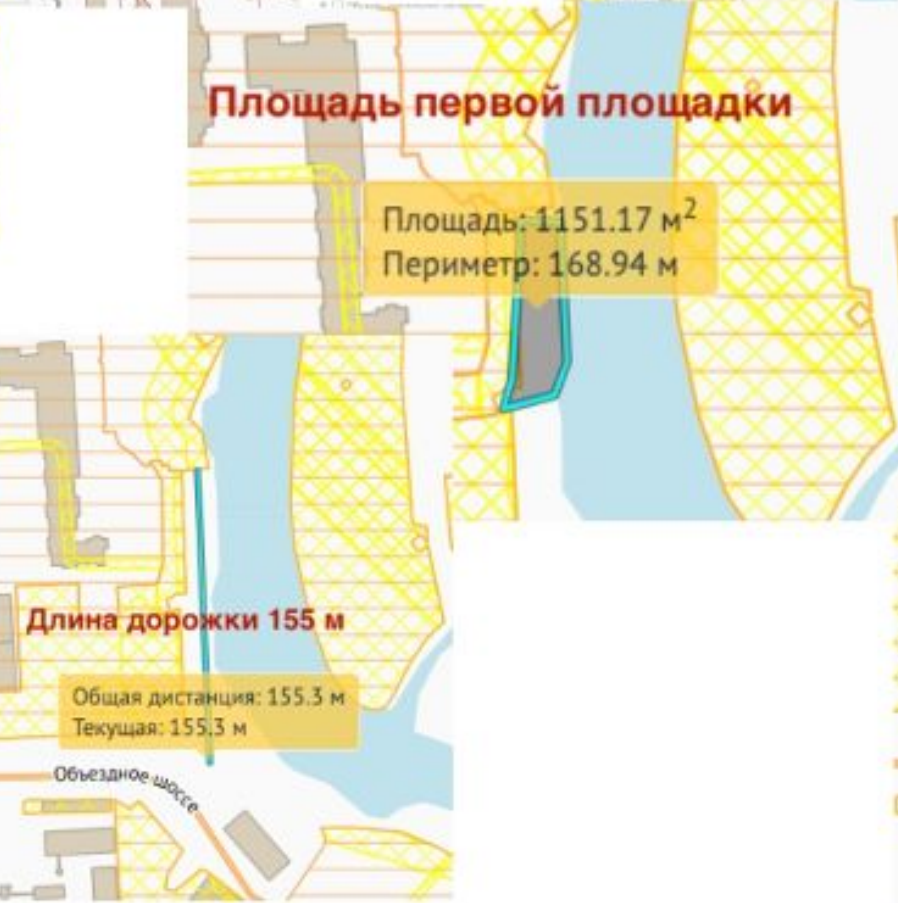 Площадь первой площадки
Площадь: 1151.17 м²
Периметр: 168.94 м
Длина дорожки 155 м
Общая дистанция: 155.3 м
Текущая: 155.3 м
Объездное шоссе